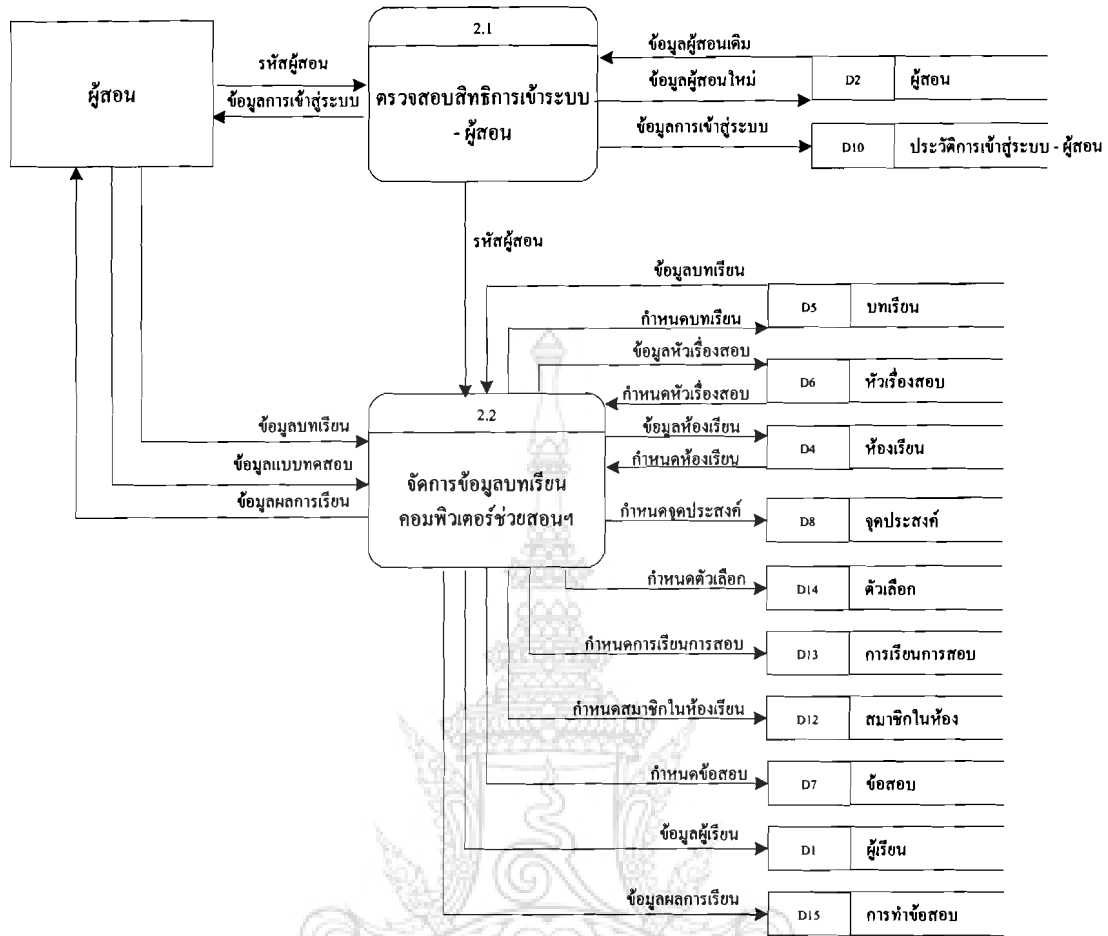 2.1
ข้อมูลผู้สอนเดิม
รหัสผู้สอน
ข้อมูลผู้สอนใหม่
D2 ผู้สอน
ผู้สอน
ตรวจสอบสิทธิการเข้าระบบ
ข้อมูลการเข้าสู่ระบบ
ข้อมูลการเข้าสู่ระบบ
- ผู้สอน
D10 ประวัติการเข้าสู่ระบบ - ผู้สอน
รหัสผู้สอน
ข้อมูลบทเรียน
D5 บทเรียน
กำหนดบทเรียน
ข้อมูลหัวเรื่องสอบ
D6 หัวเรื่องสอบ
กำหนดหัวเรื่องสอบ
2.2
ข้อมูลบทเรียน
ข้อมูลห้องเรียน
D4 ห้องเรียน
กำหนดห้องเรียน
ข้อมูลแบบทดสอบ
จัดการข้อมูลบทเรียน
ข้อมูลผลการเรียน
คอมพิวเตอร์ช่วยสอนฯ
กำหนดจุดประสงค์
D8 จุดประสงค์
กำหนดตัวเลือก
D14 ตัวเลือก
กำหนดการเรียนการสอบ
D13 การเรียนการสอบ
กำหนดสมาชิกในห้องเรียน
D12 สมาชิกในห้อง
กำหนดข้อสอบ
D7 ข้อสอบ
ข้อมูลผู้เรียน
D1 ผู้เรียน
ข้อมูลผลการเรียน
D15 การทำข้อสอบ